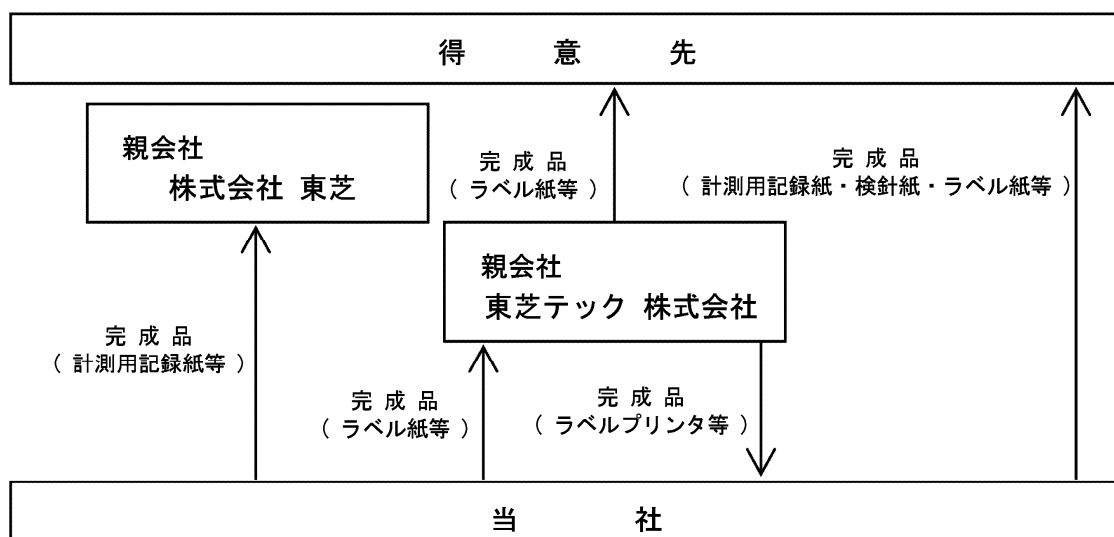 得意先
親会社
株式会社 東芝
完成品
( ラベル紙等 )
完成品
( 計測用記録紙・検針紙・ラベル紙等 )
親会社
東芝テック 株式会社
完成品
( 計測用記録紙等 )
完成品
( ラベル紙等 )
完成品
( ラベルプリンタ等 )
当社